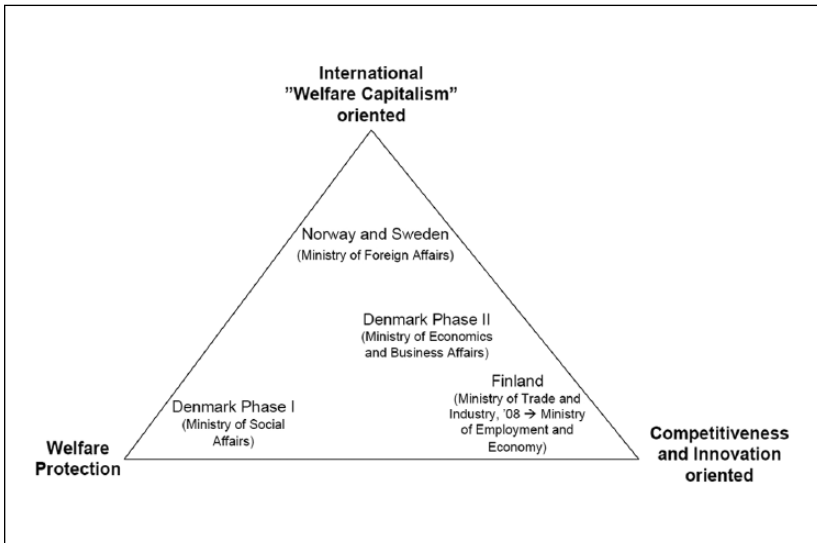 International
”Welfare Capitalism”
oriented
Norway and Sweden
(Ministry of Foreign Affairs)
Denmark Phase II
(Ministry of Economics
and Business Affairs)
Finland
(Ministry of Trade and
Industry, ’08 → Ministry
of Employment and
Economy)
Denmark Phase I
(Ministry of Social
Affairs)
Welfare
Protection
Competitiveness
and Innovation
oriented